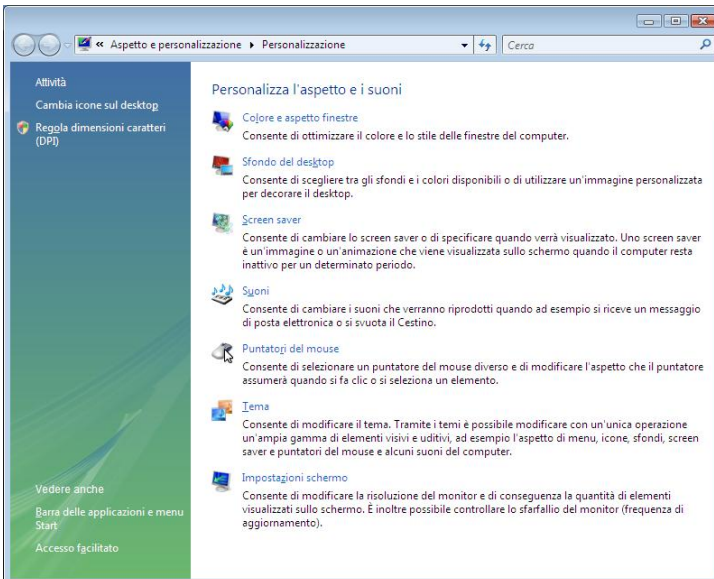 « Aspetto e personalizzazione ▸ Personalizzazione
Cerca
Attività
Cambia icone sul desktop
Regola dimensioni caratteri
(DPI)
Personalizza l'aspetto e i suoni
Colore e aspetto finestre
Consente di ottimizzare il colore e lo stile delle finestre del computer.
Sfondo del desktop
Consente di scegliere tra gli sfondi e i colori disponibili o di utilizzare un'immagine personalizzata
per decorare il desktop.
Screen saver
Consente di cambiare lo screen saver o di specificare quando verrà visualizzato. Uno screen saver
è un'immagine o un'animazione che viene visualizzata sullo schermo quando il computer resta
inattivo per un determinato periodo.
Suoni
Consente di cambiare i suoni che verranno riprodotti quando ad esempio si riceve un messaggio
di posta elettronica o si svuota il Cestino.
Puntatori del mouse
Consente di selezionare un puntatore del mouse diverso e di modificare l'aspetto che il puntatore
assumerà quando si fa clic o si seleziona un elemento.
Tema
Consente di modificare il tema. Tramite i temi è possibile modificare con un'unica operazione
un'ampia gamma di elementi visivi e uditivi, ad esempio l'aspetto di menu, icone, sfondi, screen
saver e puntatori del mouse e alcuni suoni del computer.
Impostazioni schermo
Consente di modificare la risoluzione del monitor e di conseguenza la quantità di elementi
visualizzati sullo schermo. È inoltre possibile controllare lo sfarfallio del monitor (frequenza di
aggiornamento).
Vedere anche
Barra delle applicazioni e menu
Start
Accesso facilitato